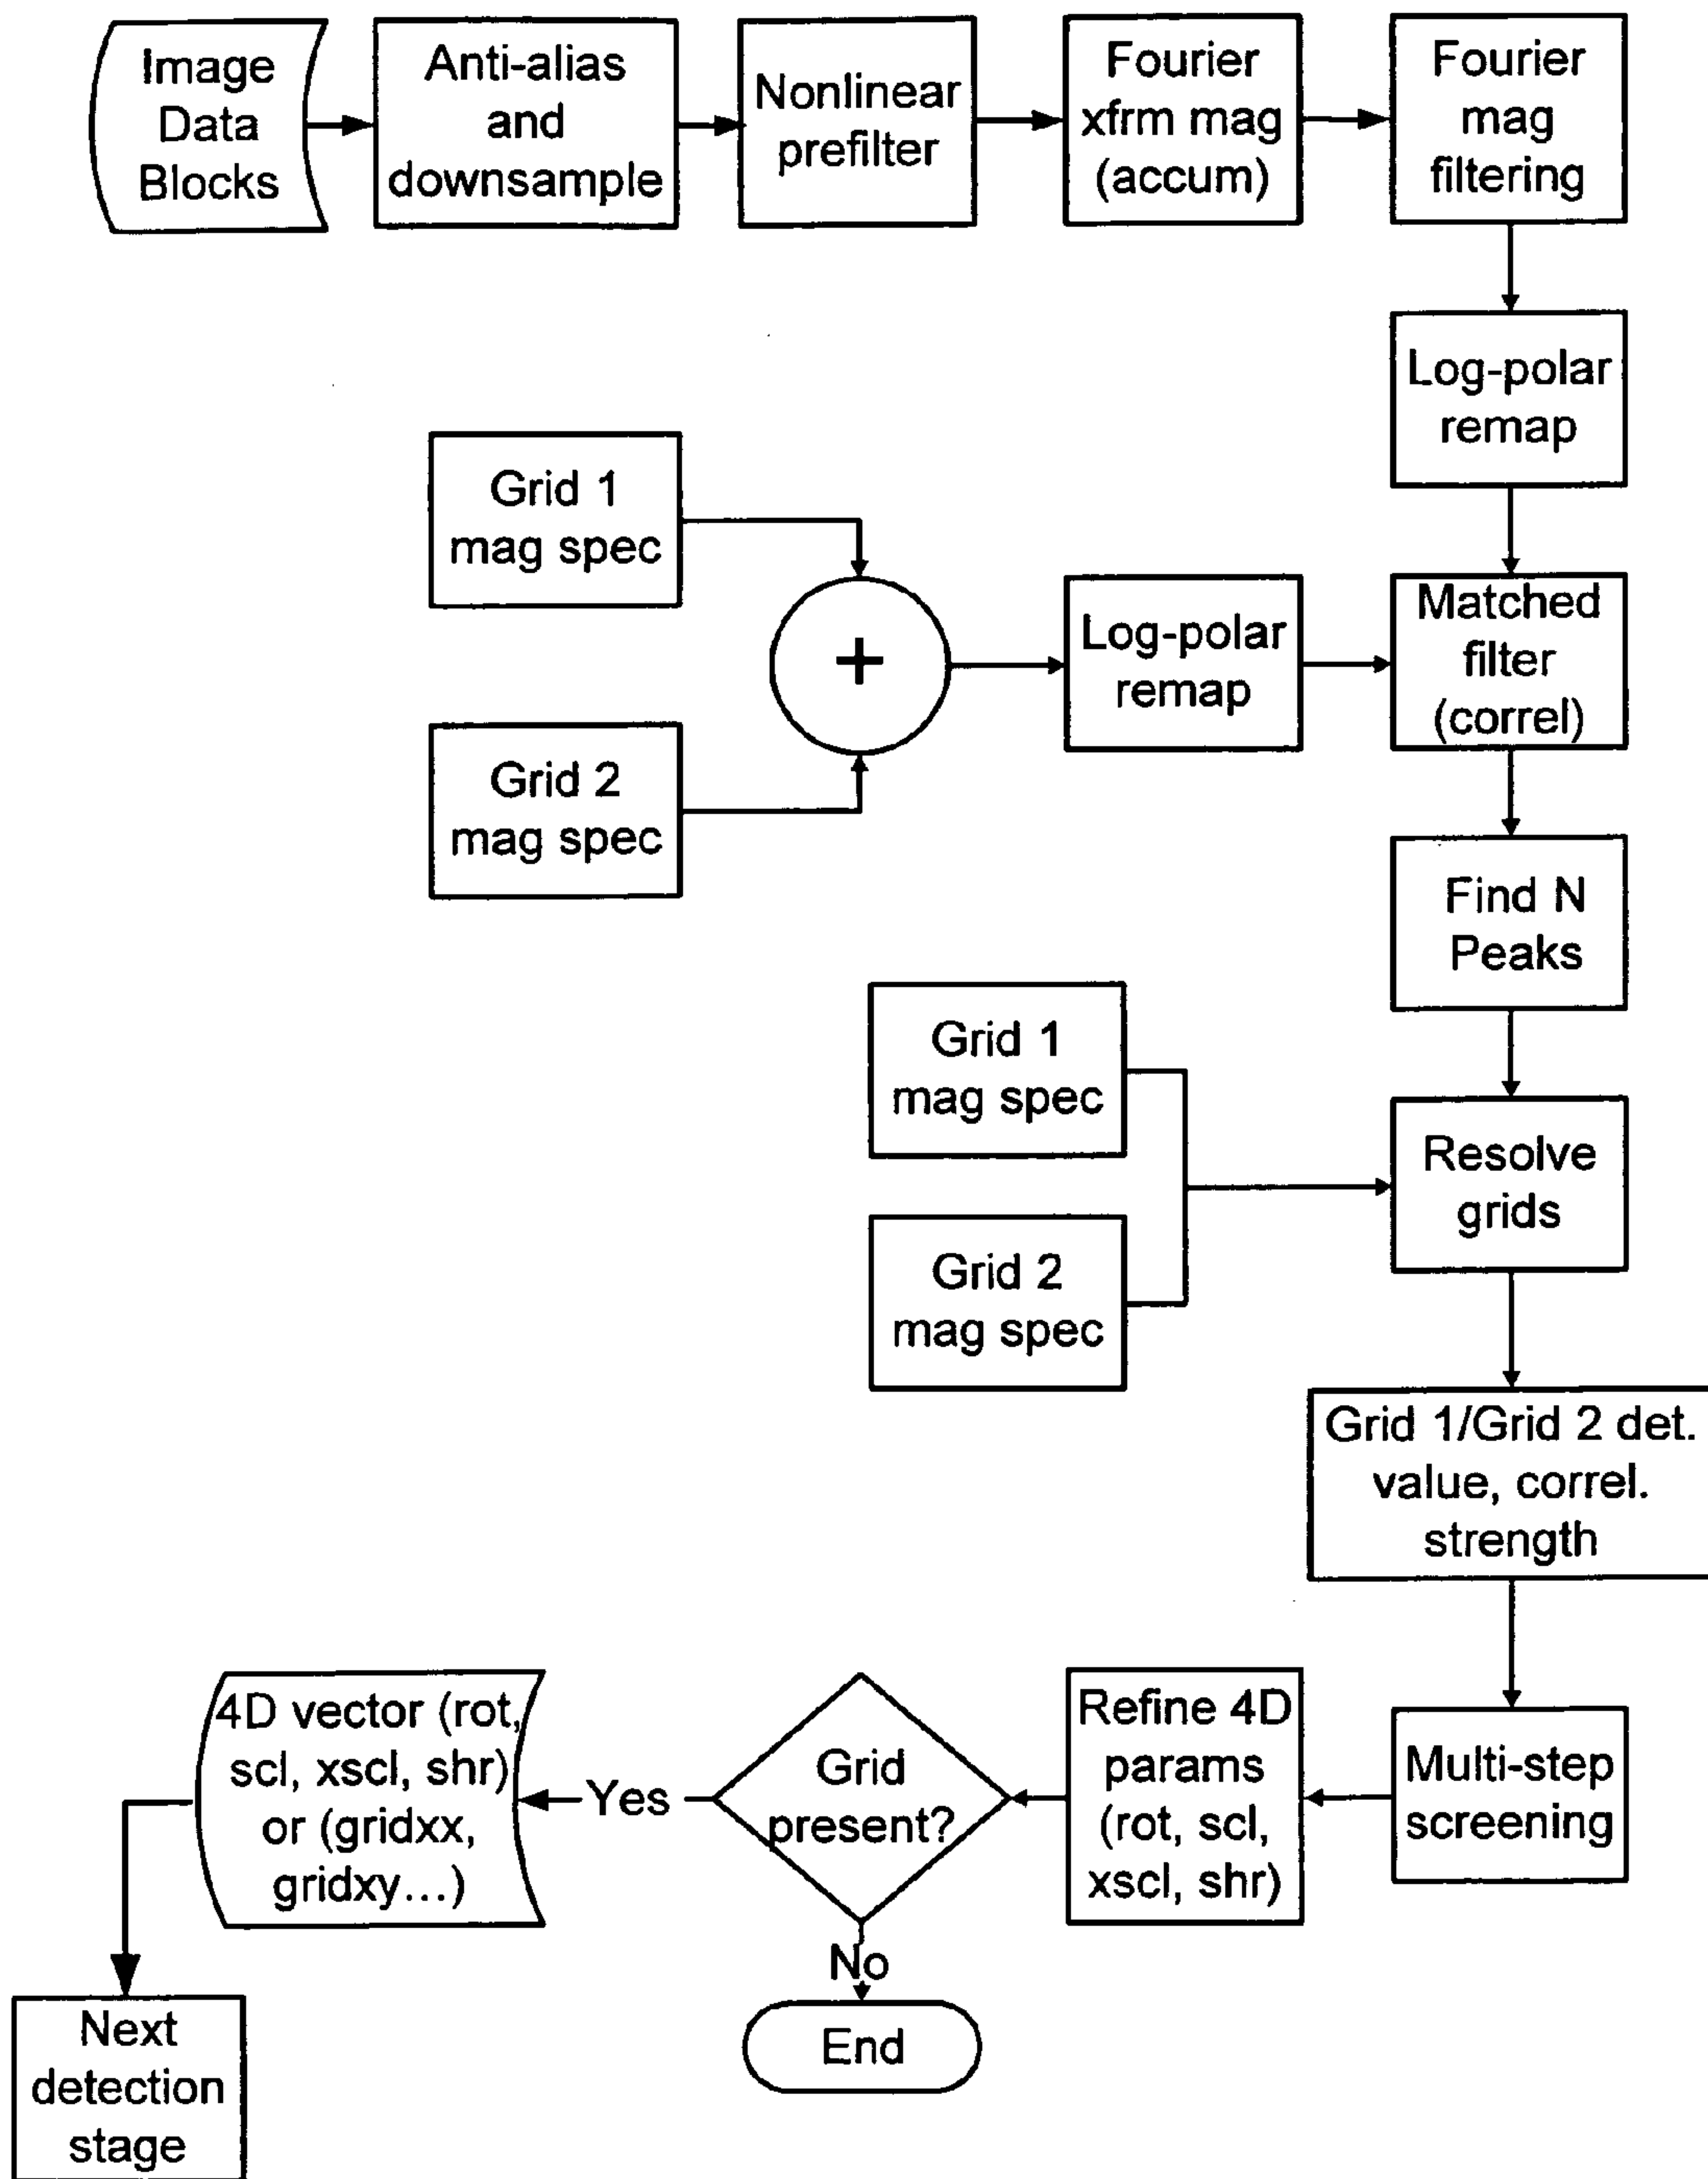 Image
Data
Blocks
Anti-alias
and
downsample
Nonlinear
prefilter
Fourier
xfrm mag
(accum)
Fourier
mag
filtering
Log-polar
remap
Grid 1
mag spec
+
Grid 2
mag spec
Log-polar
remap
Matched
filter
(correl)
Find N
Peaks
Grid 1
mag spec
Grid 2
mag spec
Resolve
grids
Grid 1/Grid 2 det.
value, correl.
strength
Multi-step
screening
Refine 4D
params
(rot, scl,
xscl, shr)
Grid
present?
Yes
No
End
4D vector (rot,
scl, xscl, shr)
or (gridxx,
gridxy…)
Next
detection
stage